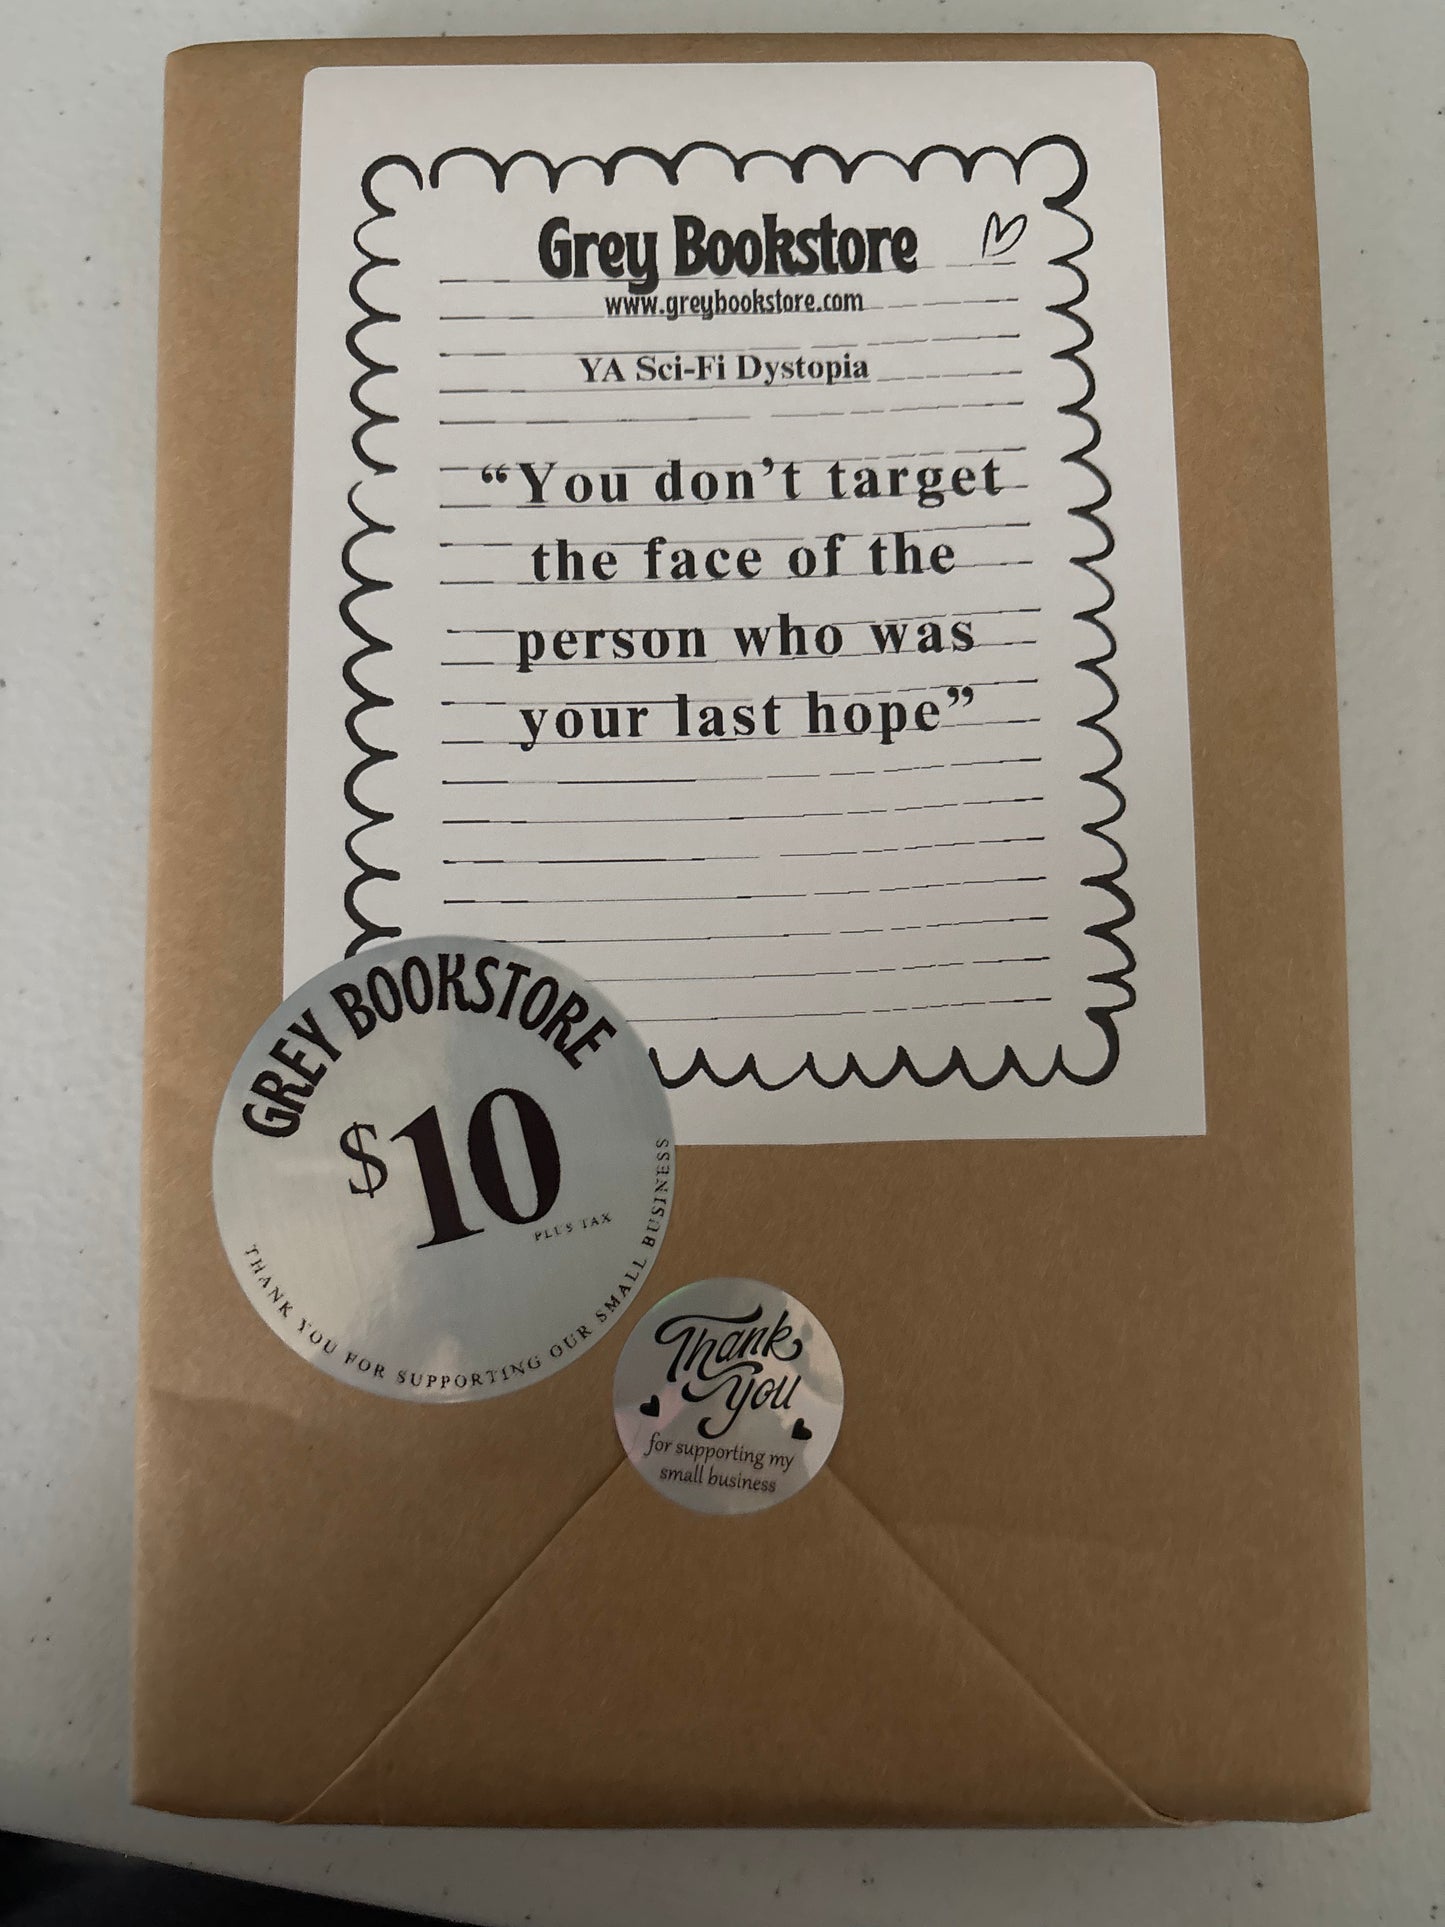 Grey Bookstore
www.greybookstore.com
YA Sci-Fi Dystopia
“You don’t target
the face of the
person who was
your last hope”
GREY BOOKSTORE
$10
PLUS TAX
THANK YOU FOR SUPPORTING OUR SMALL BUSINESS
Thank
you
for supporting my
small business